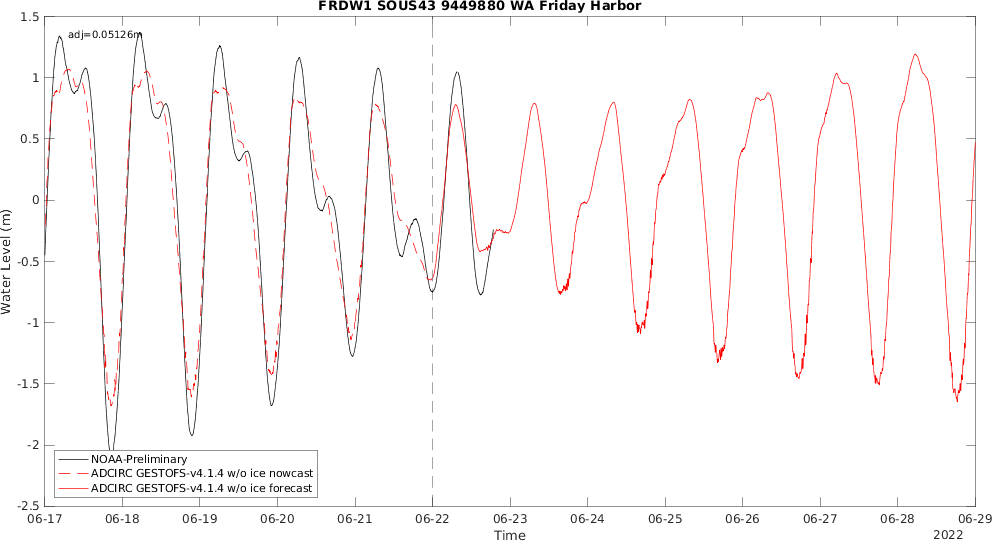 FRDW1 SOUS43 9449880 WA Friday Harbor
adj=0.05126m
1.5
1
0.5
0
-0.5
-1
-1.5
-2
-2.5
Water Level (m)
NOAA-Preliminary
ADCIRC GESTOFS-v4.1.4 w/o ice nowcast
ADCIRC GESTOFS-v4.1.4 w/o ice forecast
06-17 06-18 06-19 06-20 06-21 06-22 06-23 06-24 06-25 06-26 06-27 06-28 06-29
Time
2022